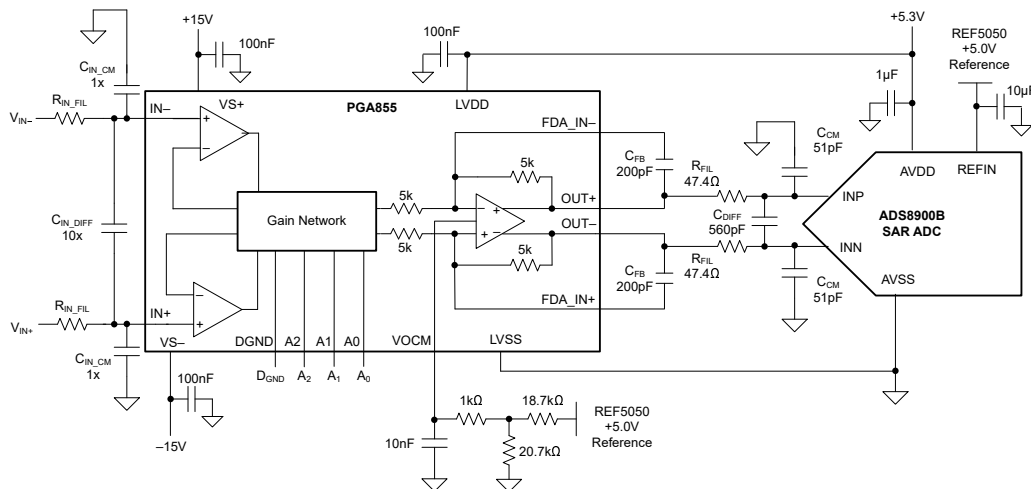 +15V
100nF
C_IN_CM
1x
R_IN_FIL
V_IN–
IN–
VS+
PGA855
100nF
LVDD
+5.3V
REF5050
+5.0V
Reference
1µF
10µF
FDA_IN–
C_FB
200pF
R_FIL
47.4Ω
C_CM
51pF
AVDD
REFIN
5k
5k
OUT+
INP
C_IN_DIFF
10x
Gain Network
C_DIFF
560pF
ADS8900B
SAR ADC
5k
OUT–
5k
INN
R_IN_FIL
V_IN+
IN+
C_FB
200pF
R_FIL
47.4Ω
C_CM
51pF
AVSS
FDA_IN+
C_IN_CM
1x
VS–
DGND
A2
A1
A0
VOCM
LVSS
D_GND
A₂
A₁
A₀
100nF
–15V
1kΩ
18.7kΩ
REF5050
+5.0V
Reference
10nF
20.7kΩ